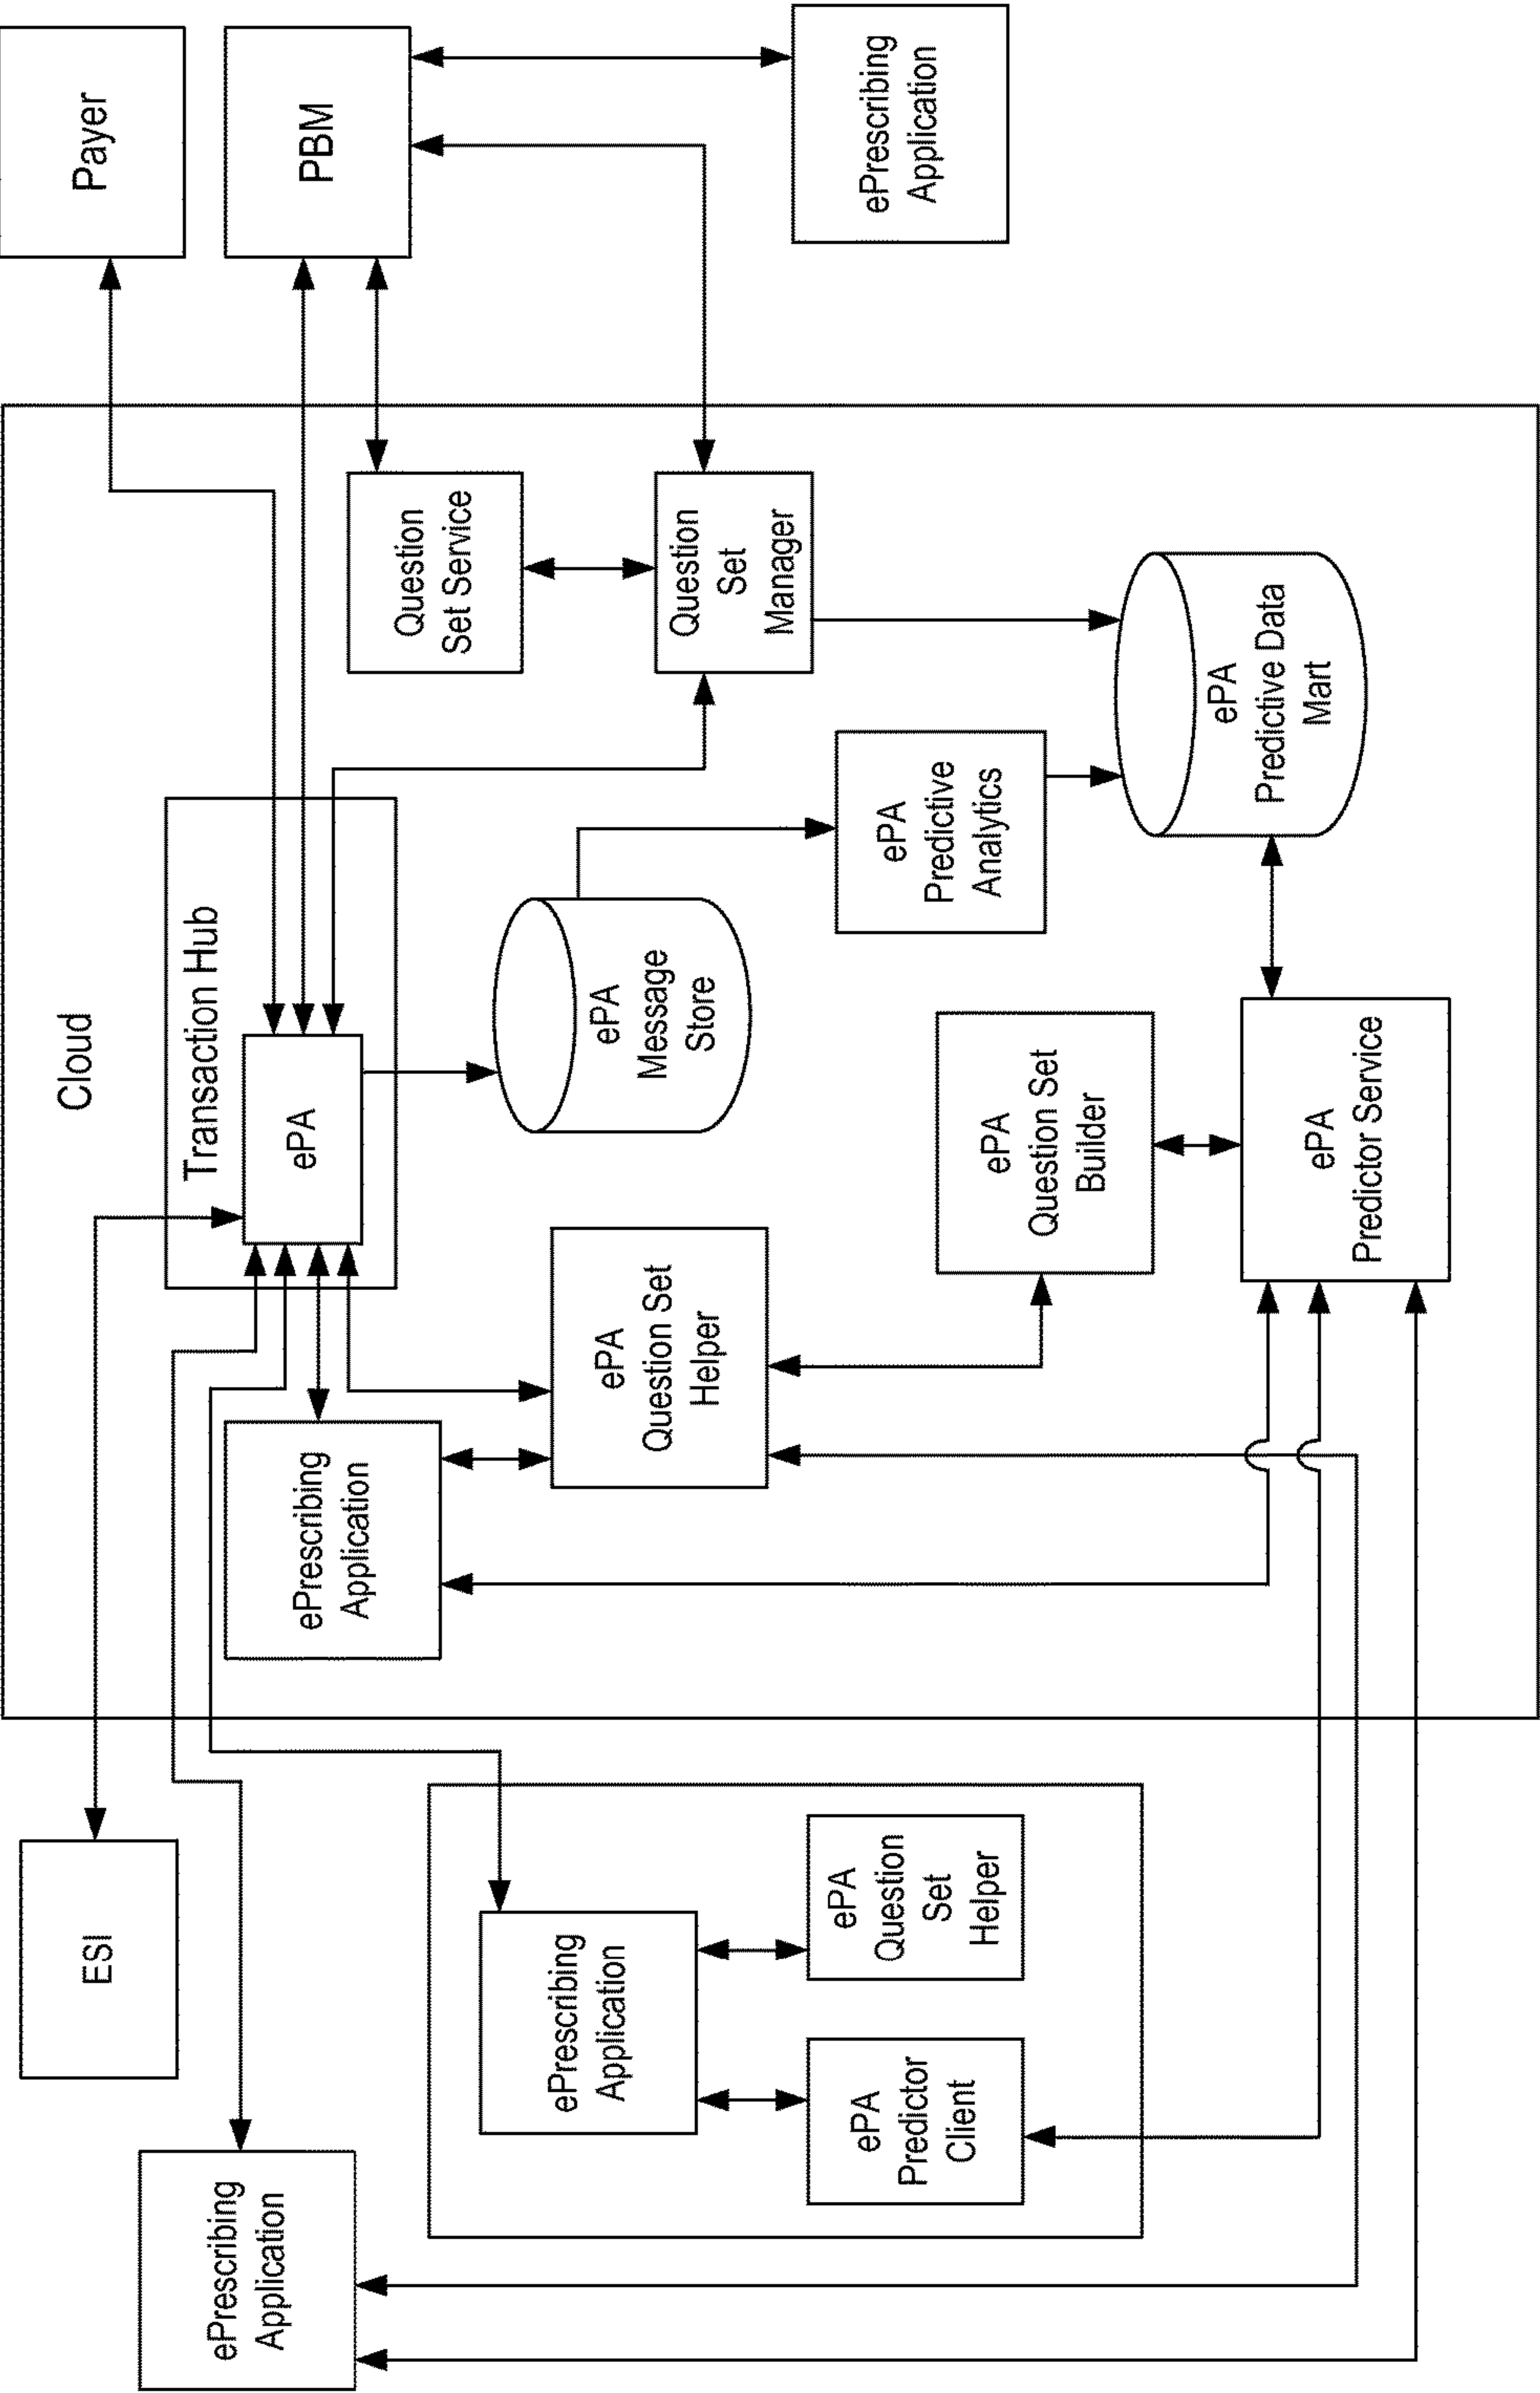 Cloud
Payer
PBM
ePrescribing
Application
ESI
ePrescribing
Application
Transaction Hub
ePA
ePrescribing
Application
Question
Set Service
Question
Set
Manager
ePA
Message
Store
ePA
Question Set
Helper
ePrescribing
Application
ePA
Predictor
Client
ePA
Question
Set
Helper
ePA
Predictive
Analytics
ePA
Question Set
Builder
ePA
Predictive Data
Mart
ePA
Predictor Service